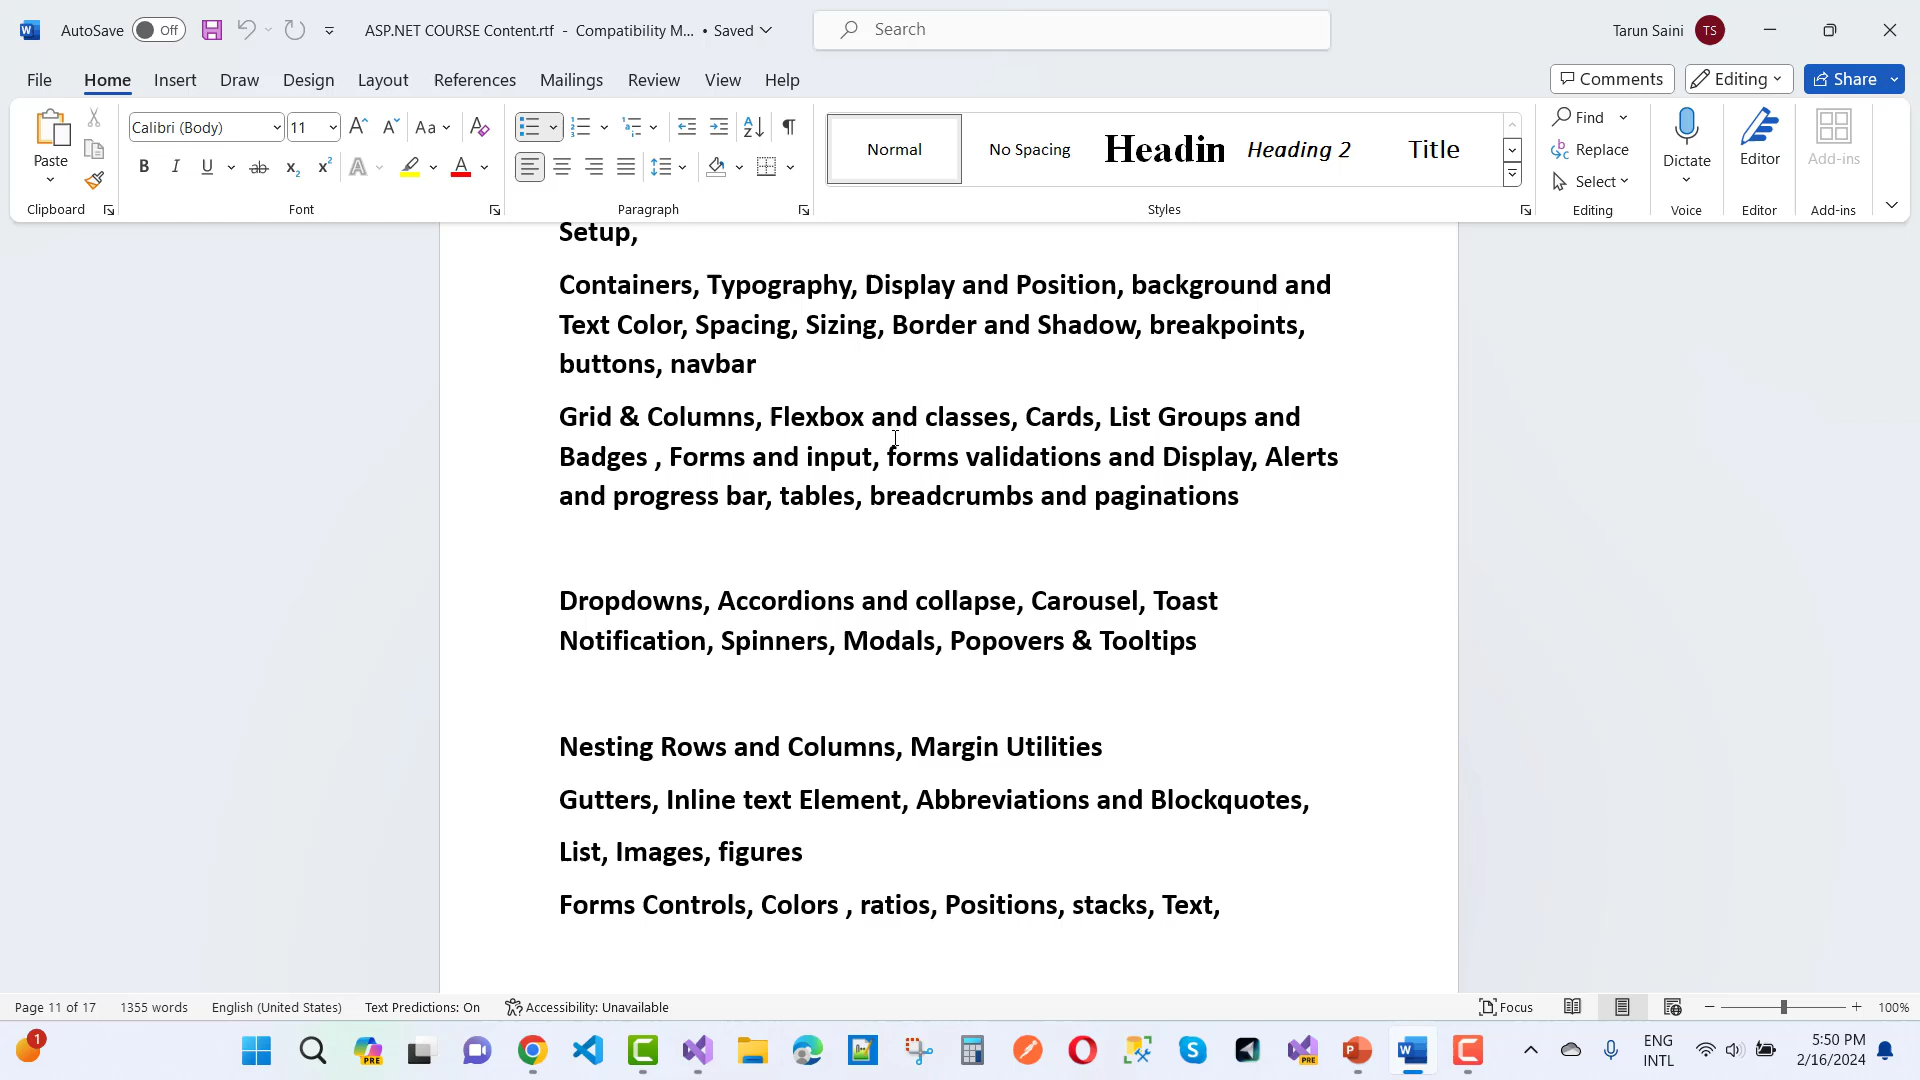 AutoSave Off ASP.NET COURSE Content.rtf - Compatibility M... • Saved Search Tarun Saini TS
File Home Insert Draw Design Layout References Mailings Review View Help Comments Editing Share
Paste Calibri (Body) 11 Aa Normal No Spacing Headin Heading 2 Title Find Replace Select Dictate Editor Add-ins
Clipboard Font Paragraph Styles Editing Voice Editor Add-ins
Setup,
Containers, Typography, Display and Position, background and
Text Color, Spacing, Sizing, Border and Shadow, breakpoints,
buttons, navbar
Grid & Columns, Flexbox and classes, Cards, List Groups and
Badges , Forms and input, forms validations and Display, Alerts
and progress bar, tables, breadcrumbs and paginations
Dropdowns, Accordions and collapse, Carousel, Toast
Notification, Spinners, Modals, Popovers & Tooltips
Nesting Rows and Columns, Margin Utilities
Gutters, Inline text Element, Abbreviations and Blockquotes,
List, Images, figures
Forms Controls, Colors , ratios, Positions, stacks, Text,
Page 11 of 17 1355 words English (United States) Text Predictions: On Accessibility: Unavailable Focus 100%
1 PRE PRE ENG 5:50 PM
INTL 2/16/2024